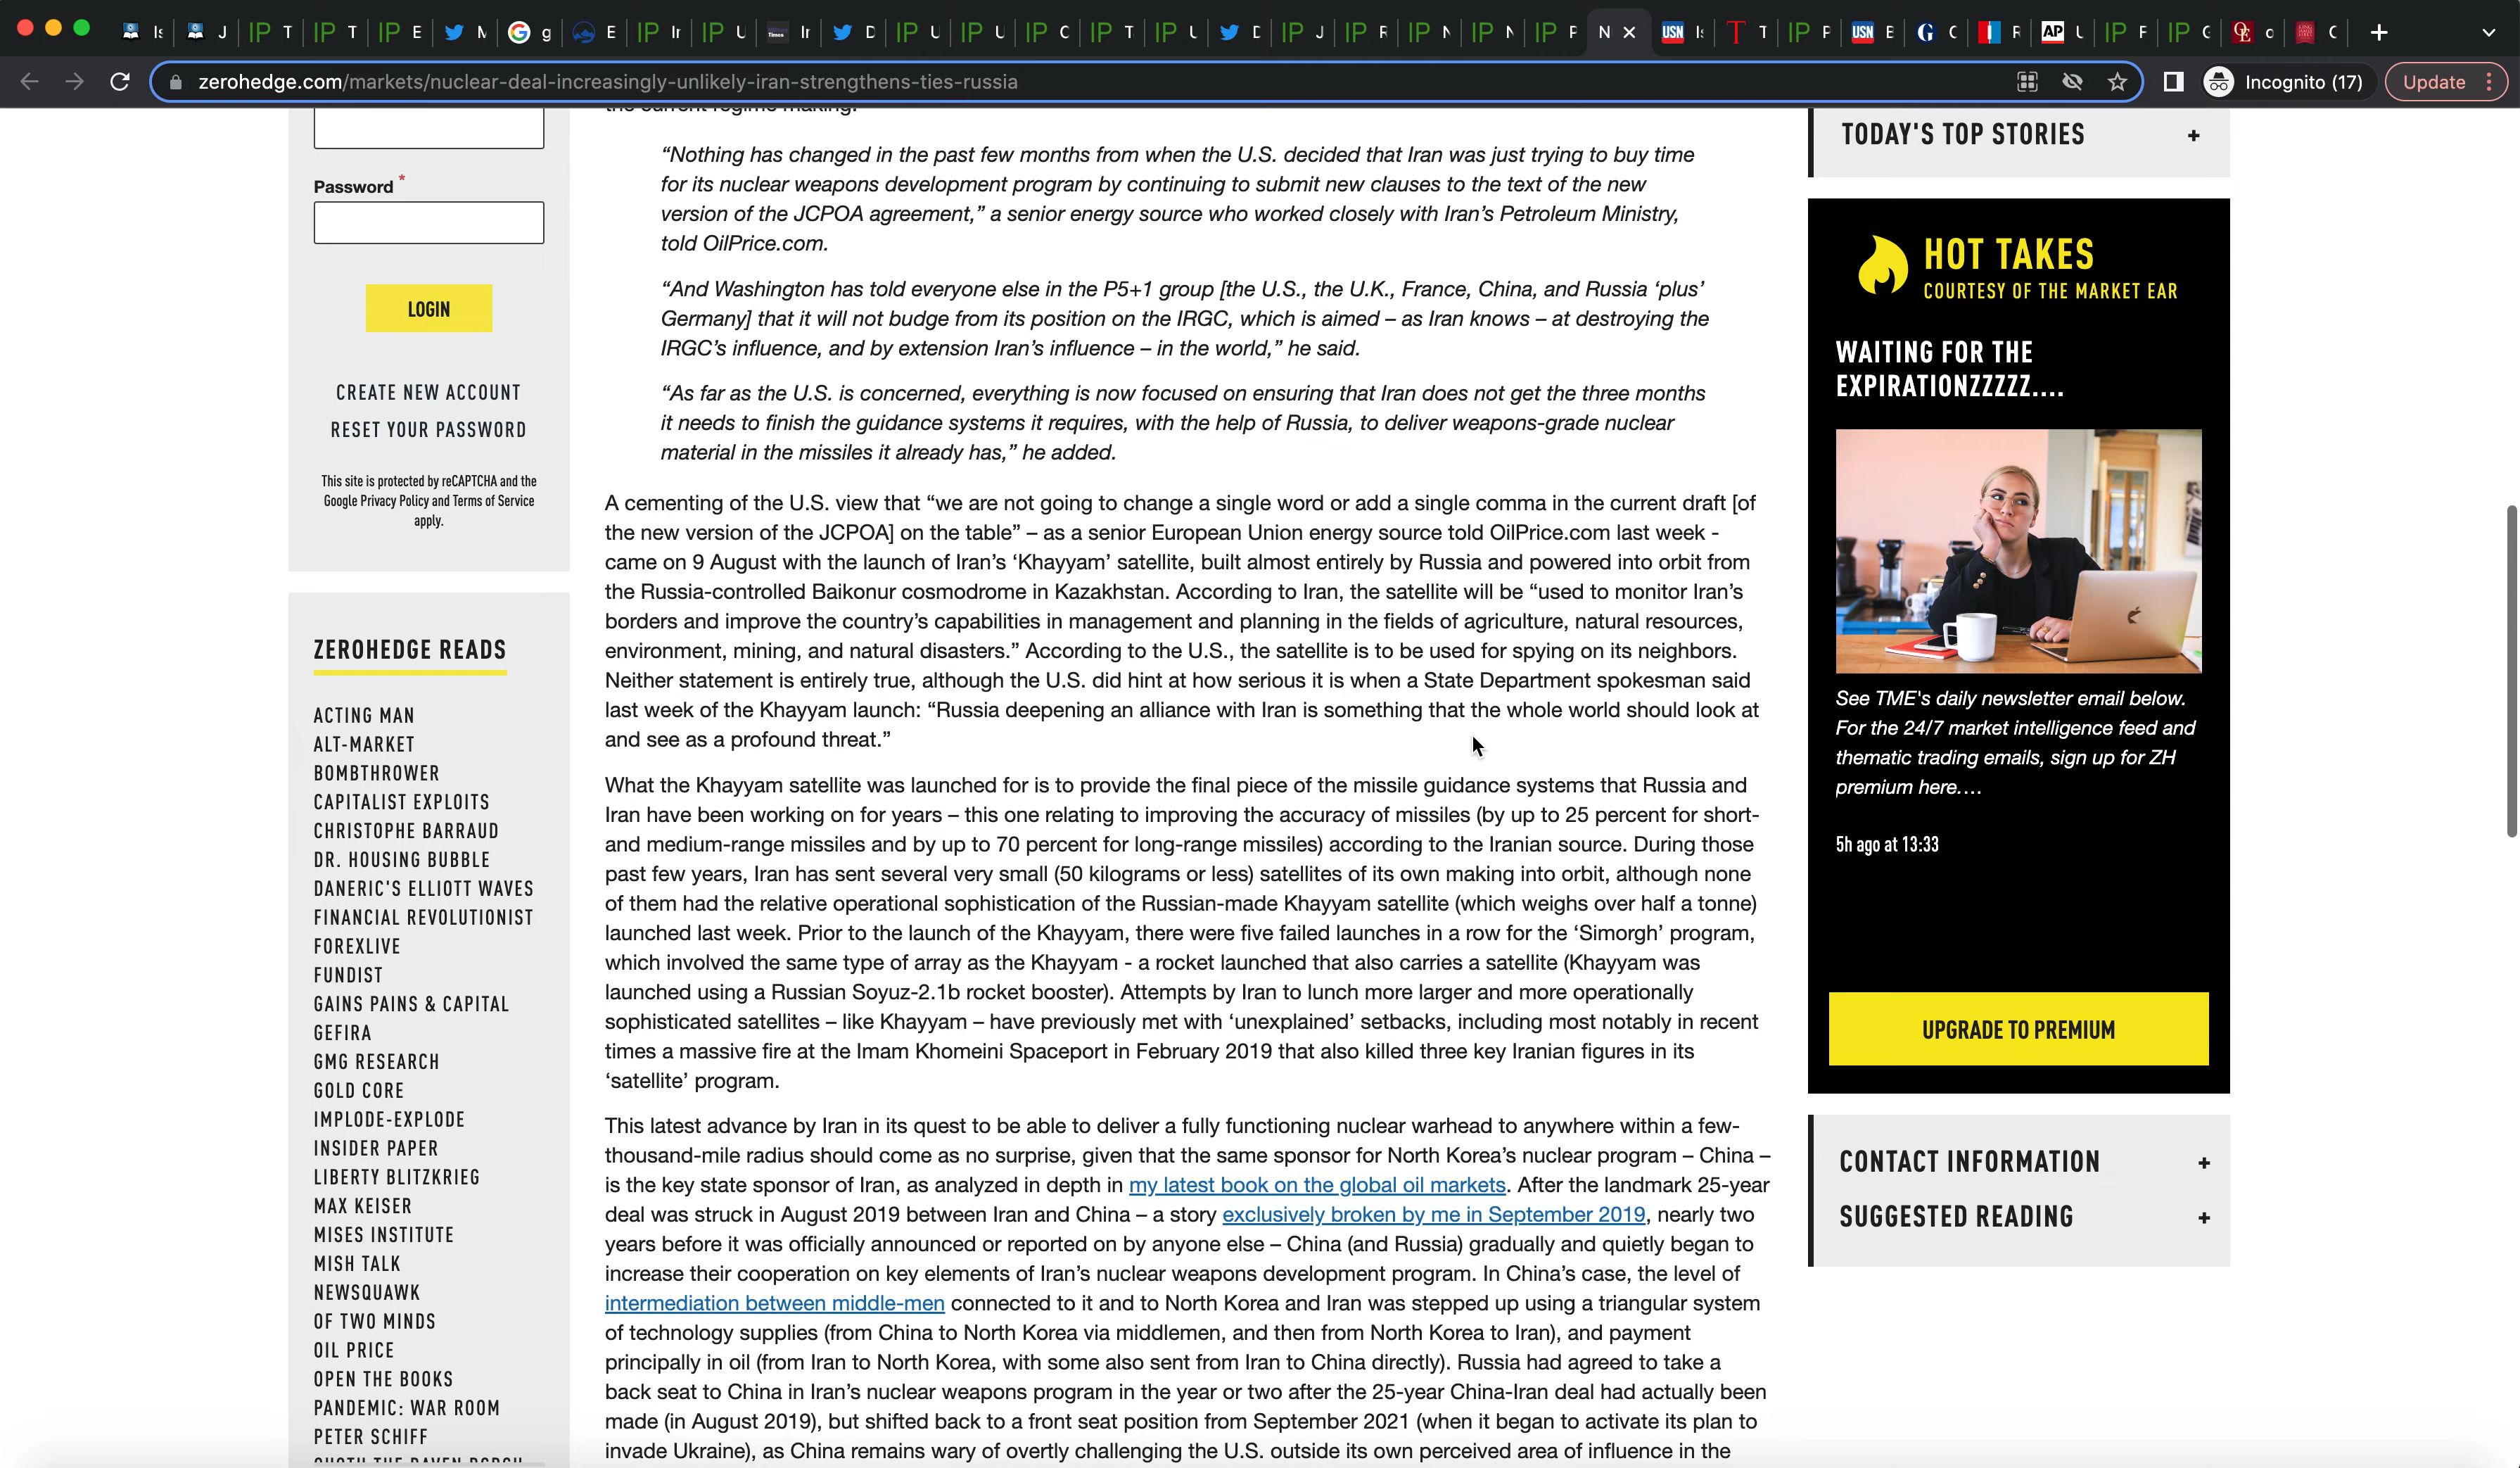 Is
J
IP T
IP T
IP E
M
G g
E
IP Ir
IP U
Times Ir
D
IP U
IP U
IP C
IP T
IP U
D
IP J
IP R
IP N
IP N
IP P
N
USN Is
T T
IP P
USN E
G C
R
AP U
IP F
IP G
OE o
C
zerohedge.com/markets/nuclear-deal-increasingly-unlikely-iran-strengthens-ties-russia
Incognito (17)
Update
Password *
LOGIN
CREATE NEW ACCOUNT
RESET YOUR PASSWORD
This site is protected by reCAPTCHA and the
Google Privacy Policy and Terms of Service
apply.
ZEROHEDGE READS
ACTING MAN
ALT-MARKET
BOMBTHROWER
CAPITALIST EXPLOITS
CHRISTOPHE BARRAUD
DR. HOUSING BUBBLE
DANERIC'S ELLIOTT WAVES
FINANCIAL REVOLUTIONIST
FOREXLIVE
FUNDIST
GAINS PAINS & CAPITAL
GEFIRA
GMG RESEARCH
GOLD CORE
IMPLODE-EXPLODE
INSIDER PAPER
LIBERTY BLITZKRIEG
MAX KEISER
MISES INSTITUTE
MISH TALK
NEWSQUAWK
OF TWO MINDS
OIL PRICE
OPEN THE BOOKS
PANDEMIC: WAR ROOM
PETER SCHIFF
the current regime making:
“Nothing has changed in the past few months from when the U.S. decided that Iran was just trying to buy time
for its nuclear weapons development program by continuing to submit new clauses to the text of the new
version of the JCPOA agreement,” a senior energy source who worked closely with Iran’s Petroleum Ministry,
told OilPrice.com.
“And Washington has told everyone else in the P5+1 group [the U.S., the U.K., France, China, and Russia ‘plus’
Germany] that it will not budge from its position on the IRGC, which is aimed – as Iran knows – at destroying the
IRGC’s influence, and by extension Iran’s influence – in the world,” he said.
“As far as the U.S. is concerned, everything is now focused on ensuring that Iran does not get the three months
it needs to finish the guidance systems it requires, with the help of Russia, to deliver weapons-grade nuclear
material in the missiles it already has,” he added.
A cementing of the U.S. view that “we are not going to change a single word or add a single comma in the current draft [of
the new version of the JCPOA] on the table” – as a senior European Union energy source told OilPrice.com last week -
came on 9 August with the launch of Iran’s ‘Khayyam’ satellite, built almost entirely by Russia and powered into orbit from
the Russia-controlled Baikonur cosmodrome in Kazakhstan. According to Iran, the satellite will be “used to monitor Iran’s
borders and improve the country’s capabilities in management and planning in the fields of agriculture, natural resources,
environment, mining, and natural disasters.” According to the U.S., the satellite is to be used for spying on its neighbors.
Neither statement is entirely true, although the U.S. did hint at how serious it is when a State Department spokesman said
last week of the Khayyam launch: “Russia deepening an alliance with Iran is something that the whole world should look at
and see as a profound threat.”
What the Khayyam satellite was launched for is to provide the final piece of the missile guidance systems that Russia and
Iran have been working on for years – this one relating to improving the accuracy of missiles (by up to 25 percent for short-
and medium-range missiles and by up to 70 percent for long-range missiles) according to the Iranian source. During those
past few years, Iran has sent several very small (50 kilograms or less) satellites of its own making into orbit, although none
of them had the relative operational sophistication of the Russian-made Khayyam satellite (which weighs over half a tonne)
launched last week. Prior to the launch of the Khayyam, there were five failed launches in a row for the ‘Simorgh’ program,
which involved the same type of array as the Khayyam - a rocket launched that also carries a satellite (Khayyam was
launched using a Russian Soyuz-2.1b rocket booster). Attempts by Iran to lunch more larger and more operationally
sophisticated satellites – like Khayyam – have previously met with ‘unexplained’ setbacks, including most notably in recent
times a massive fire at the Imam Khomeini Spaceport in February 2019 that also killed three key Iranian figures in its
‘satellite’ program.
This latest advance by Iran in its quest to be able to deliver a fully functioning nuclear warhead to anywhere within a few-
thousand-mile radius should come as no surprise, given that the same sponsor for North Korea’s nuclear program – China –
is the key state sponsor of Iran, as analyzed in depth in my latest book on the global oil markets. After the landmark 25-year
deal was struck in August 2019 between Iran and China – a story exclusively broken by me in September 2019, nearly two
years before it was officially announced or reported on by anyone else – China (and Russia) gradually and quietly began to
increase their cooperation on key elements of Iran’s nuclear weapons development program. In China’s case, the level of
intermediation between middle-men connected to it and to North Korea and Iran was stepped up using a triangular system
of technology supplies (from China to North Korea via middlemen, and then from North Korea to Iran), and payment
principally in oil (from Iran to North Korea, with some also sent from Iran to China directly). Russia had agreed to take a
back seat to China in Iran’s nuclear weapons program in the year or two after the 25-year China-Iran deal had actually been
made (in August 2019), but shifted back to a front seat position from September 2021 (when it began to activate its plan to
invade Ukraine), as China remains wary of overtly challenging the U.S. outside its own perceived area of influence in the
TODAY'S TOP STORIES +
HOT TAKES
COURTESY OF THE MARKET EAR
WAITING FOR THE
EXPIRATIONZZZZZ....
See TME's daily newsletter email below.
For the 24/7 market intelligence feed and
thematic trading emails, sign up for ZH
premium here....
5h ago at 13:33
UPGRADE TO PREMIUM
CONTACT INFORMATION +
SUGGESTED READING +